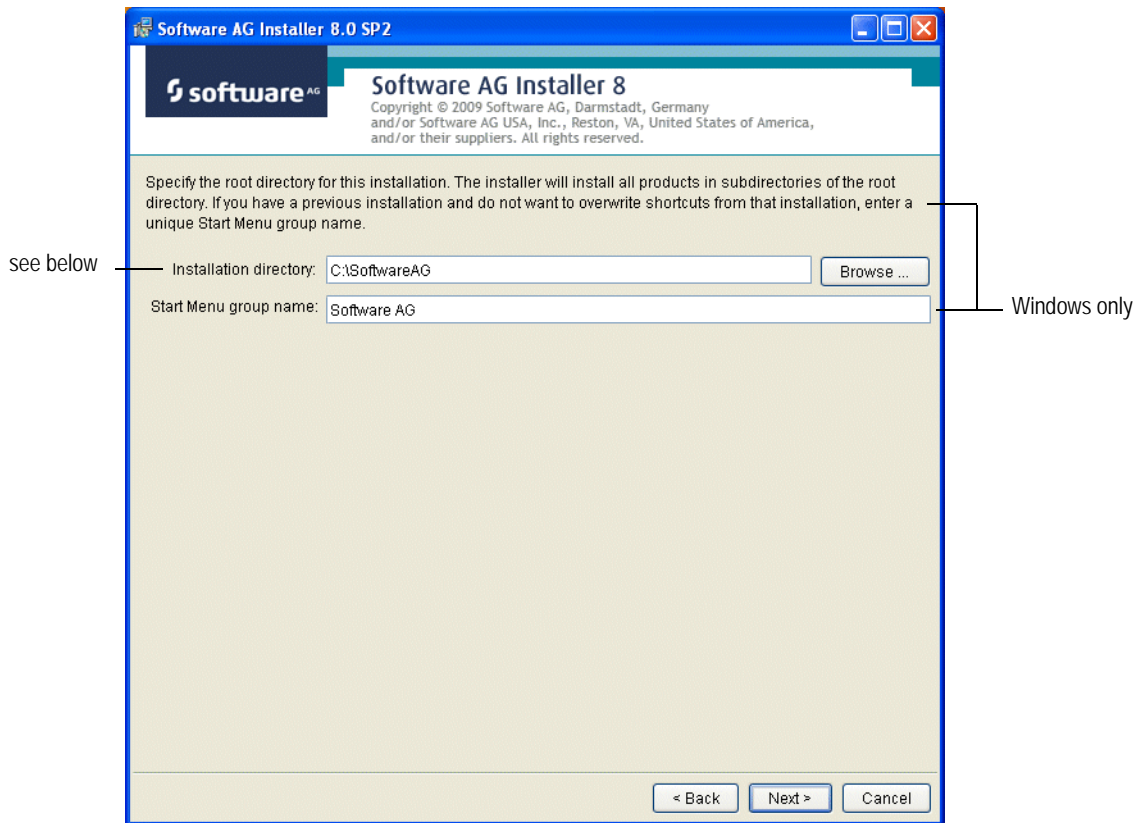 Software AG Installer 8.0 SP2
software AG
Software AG Installer 8
Copyright © 2009 Software AG, Darmstadt, Germany
and/or Software AG USA, Inc., Reston, VA, United States of America,
and/or their suppliers. All rights reserved.
Specify the root directory for this installation. The installer will install all products in subdirectories of the root
directory. If you have a previous installation and do not want to overwrite shortcuts from that installation, enter a
unique Start Menu group name.
see below
Installation directory: C:\SoftwareAG Browse ...
Start Menu group name: Software AG
Windows only
< Back Next > Cancel